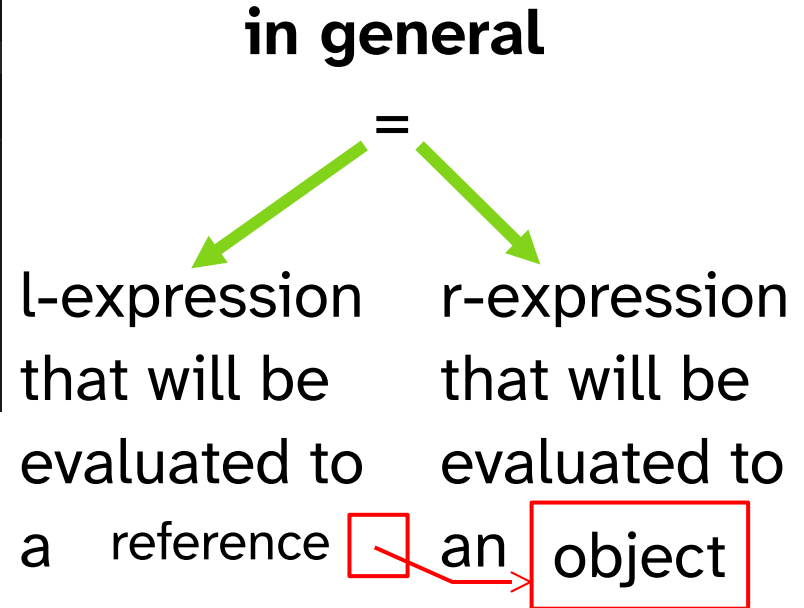 in general
=
l-expression
that will be
evaluated to
a reference
r-expression
that will be
evaluated to
an object